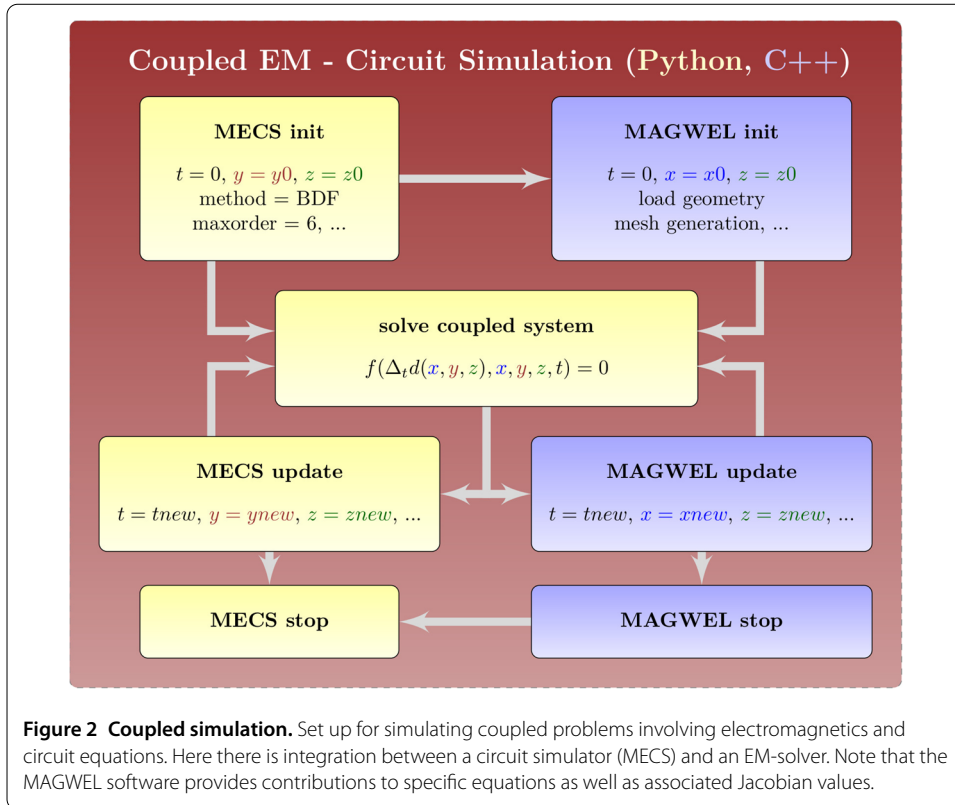 Coupled EM - Circuit Simulation (Python, C++)
MECS init
t = 0, y = y0, z = z0
method = BDF
maxorder = 6, ...
MAGWEL init
t = 0, x = x0, z = z0
load geometry
mesh generation, ...
solve coupled system
f(Δ_t d(x, y, z), x, y, z, t) = 0
MECS update
t = tnew, y = ynew, z = znew, ...
MAGWEL update
t = tnew, x = xnew, z = znew, ...
MECS stop
MAGWEL stop
Figure 2 Coupled simulation. Set up for simulating coupled problems involving electromagnetics and
circuit equations. Here there is integration between a circuit simulator (MECS) and an EM-solver. Note that the
MAGWEL software provides contributions to specific equations as well as associated Jacobian values.